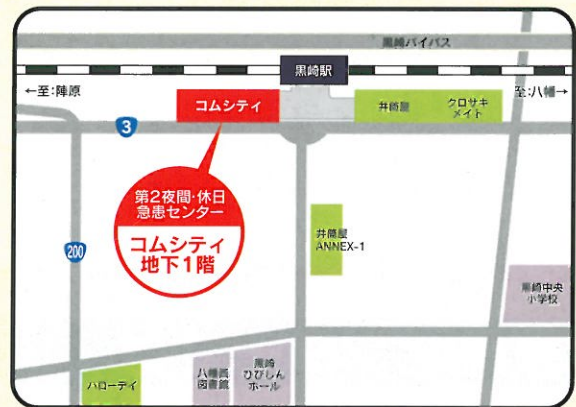 黒崎バイパス
黒崎駅
←至:陣原
至:八幡→
コムシティ
井筒屋
クロサキ
メイト
3
第2夜間・休日
急患センター
コムシティ
地下1階
200
井筒屋
ANNEX-1
黒崎中央
小学校
ハローデイ
八幡西
図書館
黒崎
ひびしん
ホール